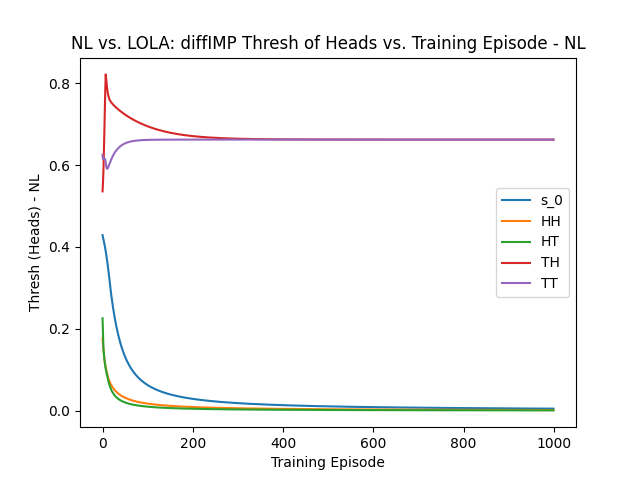 NL vs. LOLA: diffIMP Thresh of Heads vs. Training Episode - NL
Thresh (Heads) - NL
0.8
0.6
0.4
0.2
0.0
s_0
HH
HT
TH
TT
0
200
400
600
800
1000
Training Episode